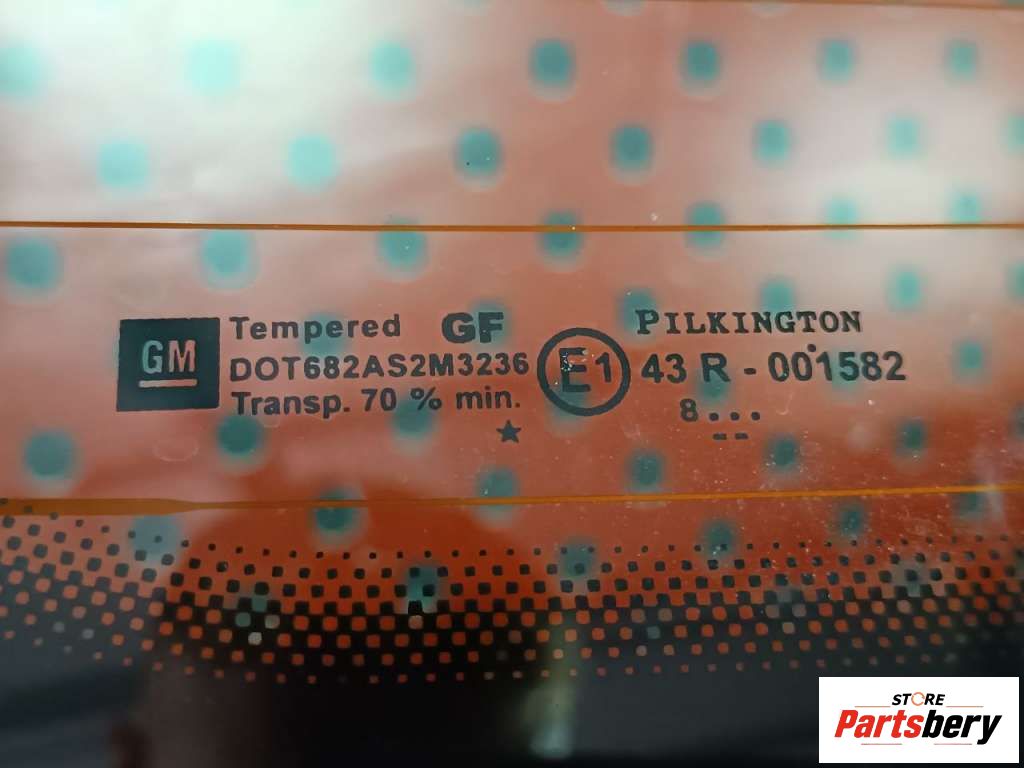 GM
Tempered GF
DOT682AS2M3236
Transp. 70 % min.
★
E1
PILKINGTON
43 R - 001582
8...
--
STORE
Partsbery